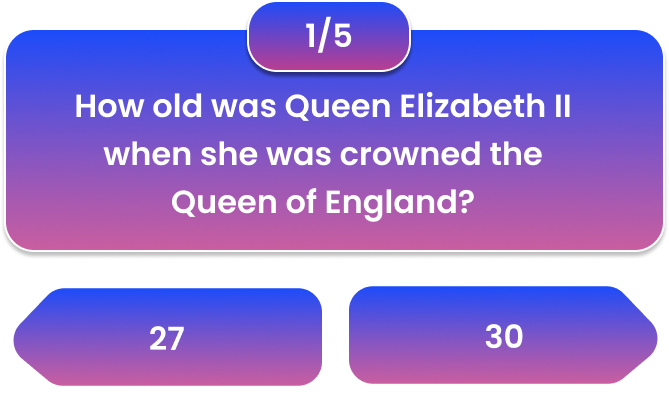 1/5
How old was Queen Elizabeth II
when she was crowned the
Queen of England?
27
30